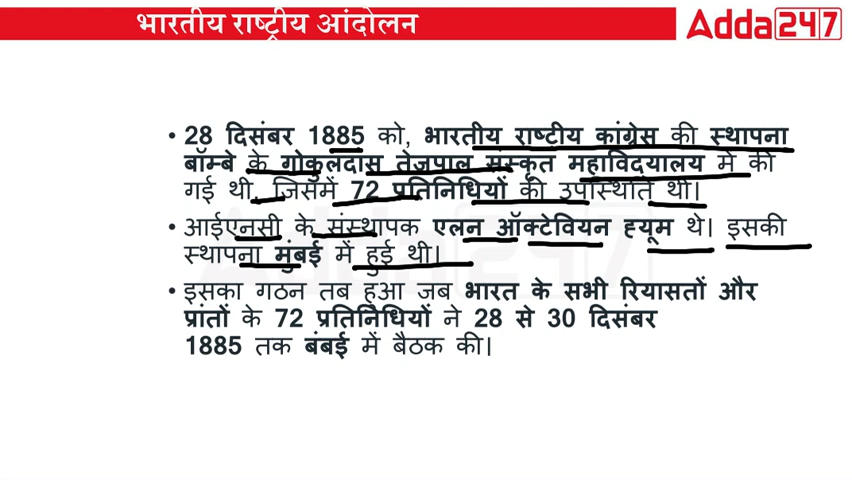 भारतीय राष्ट्रीय आंदोलन
Adda247
• 28 दिसंबर 1885 को, भारतीय राष्ट्रीय कांग्रेस की स्थापना
बॉम्बे के गोकुलदास तेजपाल संस्कृत महाविदयालय में की
गई थी, जिसमें 72 प्रतिनिधियों की उपस्थिति थी।
• आईएनसी के संस्थापक एलन ऑक्टेवियन ह्यूम थे। इसकी
स्थापना मुंबई में हुई थी।
• इसका गठन तब हुआ जब भारत के सभी रियासतों और
प्रांतों के 72 प्रतिनिधियों ने 28 से 30 दिसंबर
1885 तक बंबई में बैठक की।
Adda247